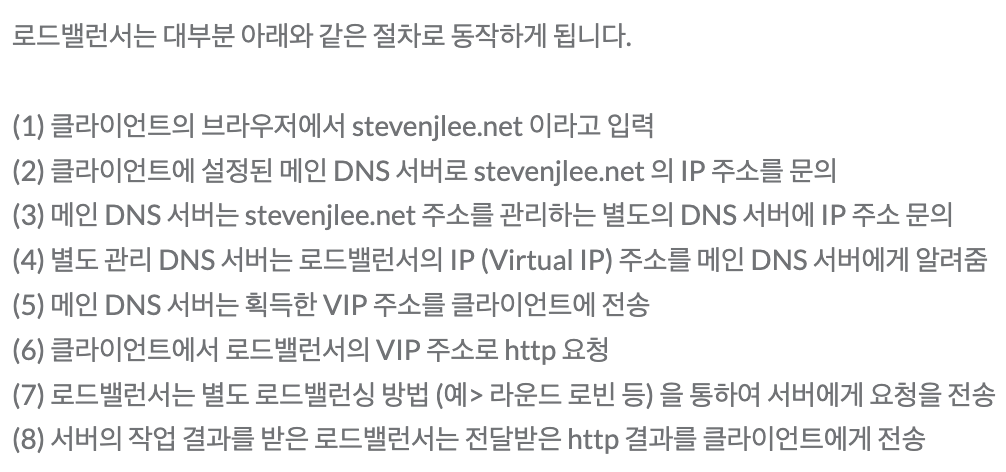 로드밸런서는 대부분 아래와 같은 절차로 동작하게 됩니다.
(1) 클라이언트의 브라우저에서 stevenjlee.net 이라고 입력
(2) 클라이언트에 설정된 메인 DNS 서버로 stevenjlee.net 의 IP 주소를 문의
(3) 메인 DNS 서버는 stevenjlee.net 주소를 관리하는 별도의 DNS 서버에 IP 주소 문의
(4) 별도 관리 DNS 서버는 로드밸런서의 IP (Virtual IP) 주소를 메인 DNS 서버에게 알려줌
(5) 메인 DNS 서버는 획득한 VIP 주소를 클라이언트에 전송
(6) 클라이언트에서 로드밸런서의 VIP 주소로 http 요청
(7) 로드밸런서는 별도 로드밸런싱 방법 (예> 라운드 로빈 등) 을 통하여 서버에게 요청을 전송
(8) 서버의 작업 결과를 받은 로드밸런서는 전달받은 http 결과를 클라이언트에게 전송